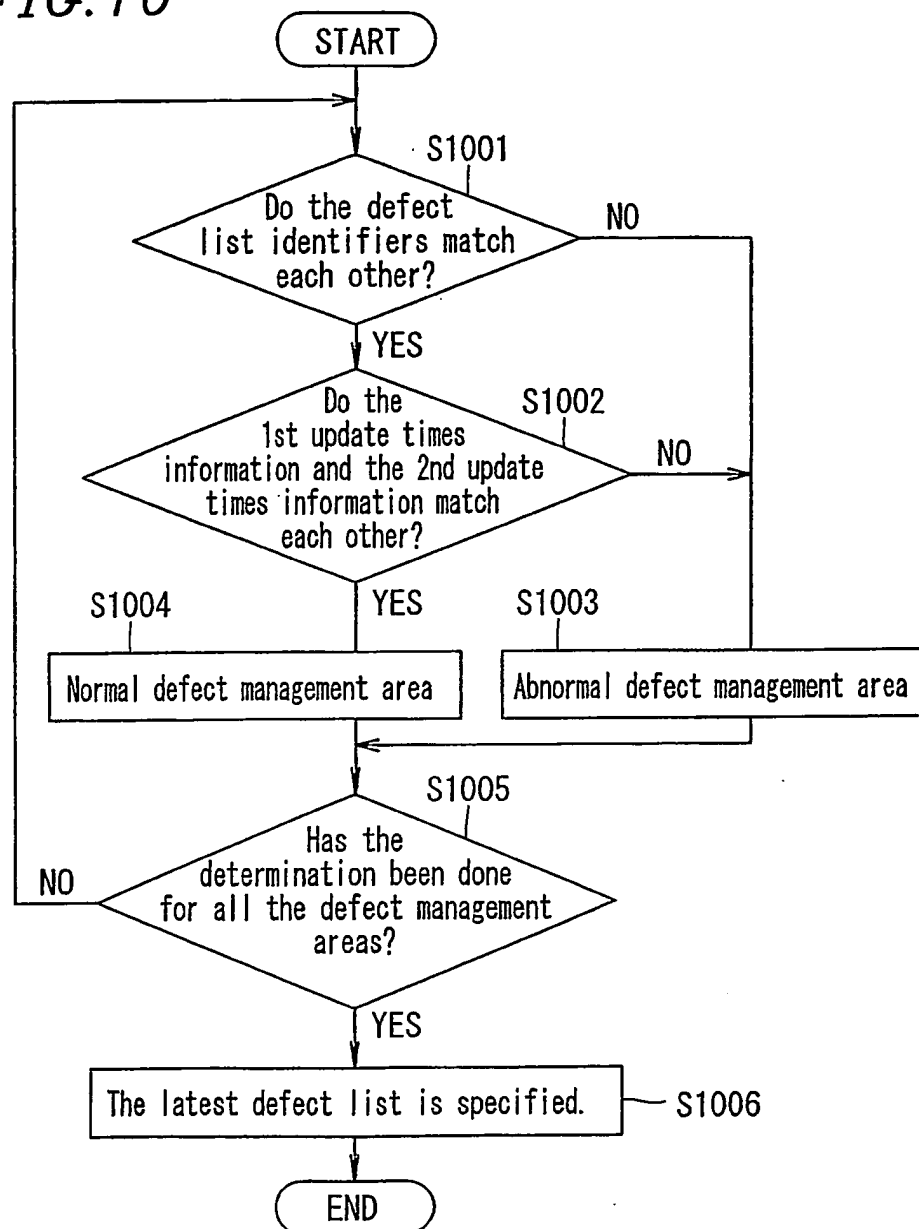 FIG. 10
START
S1001
Do the defect
list identifiers match
each other?
NO
YES
S1002
Do the
1st update times
information and the 2nd update
times information match
each other?
NO
YES
S1004
S1003
Normal defect management area
Abnormal defect management area
S1005
Has the
determination been done
for all the defect management
areas?
NO
YES
The latest defect list is specified.
S1006
END